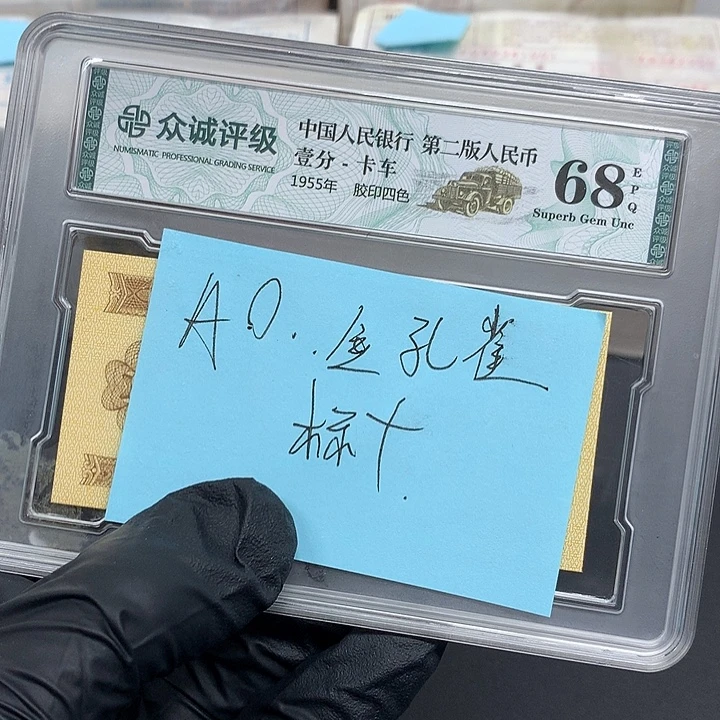 众诚评级
NUMISMATIC PROFESSIONAL GRADING SERVICE
中国人民银行 第二版人民币
壹分 - 卡车
1955年 胶印四色
68 EPQ
Superb Gem Unc
A.O..金孔雀
标十.